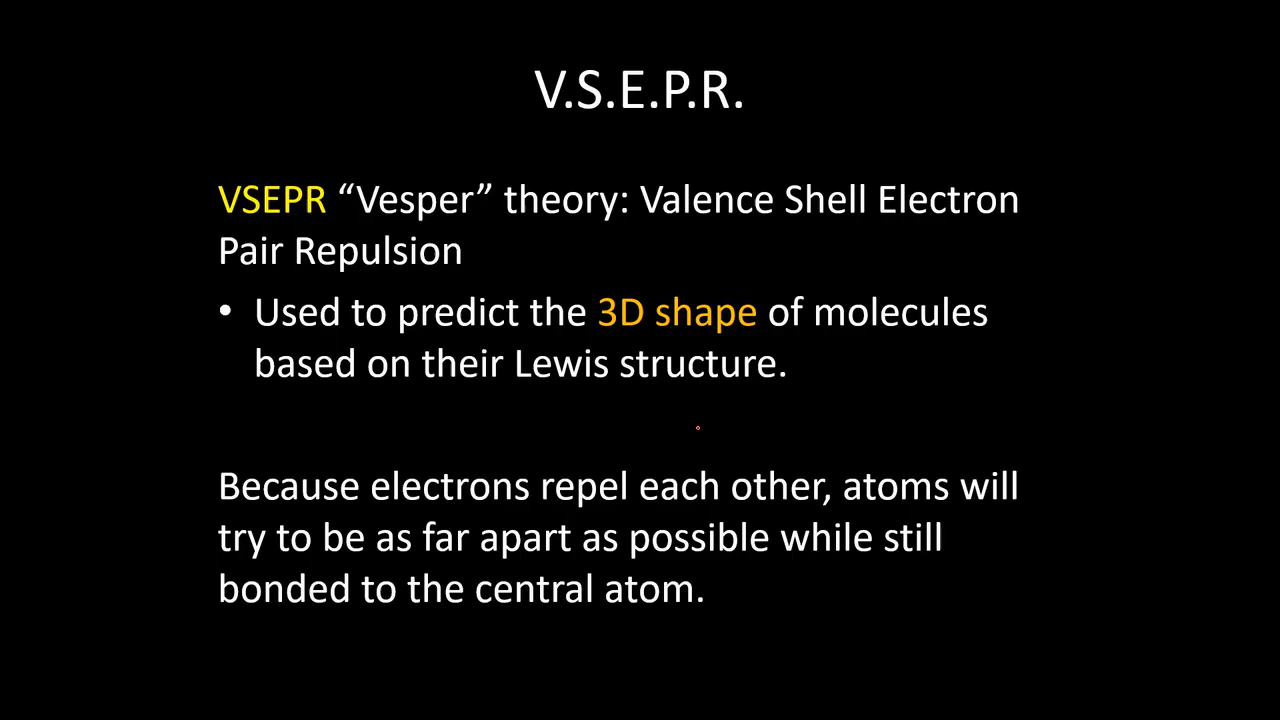 V.S.E.P.R.
VSEPR “Vesper” theory: Valence Shell Electron
Pair Repulsion
• Used to predict the 3D shape of molecules
based on their Lewis structure.
Because electrons repel each other, atoms will
try to be as far apart as possible while still
bonded to the central atom.